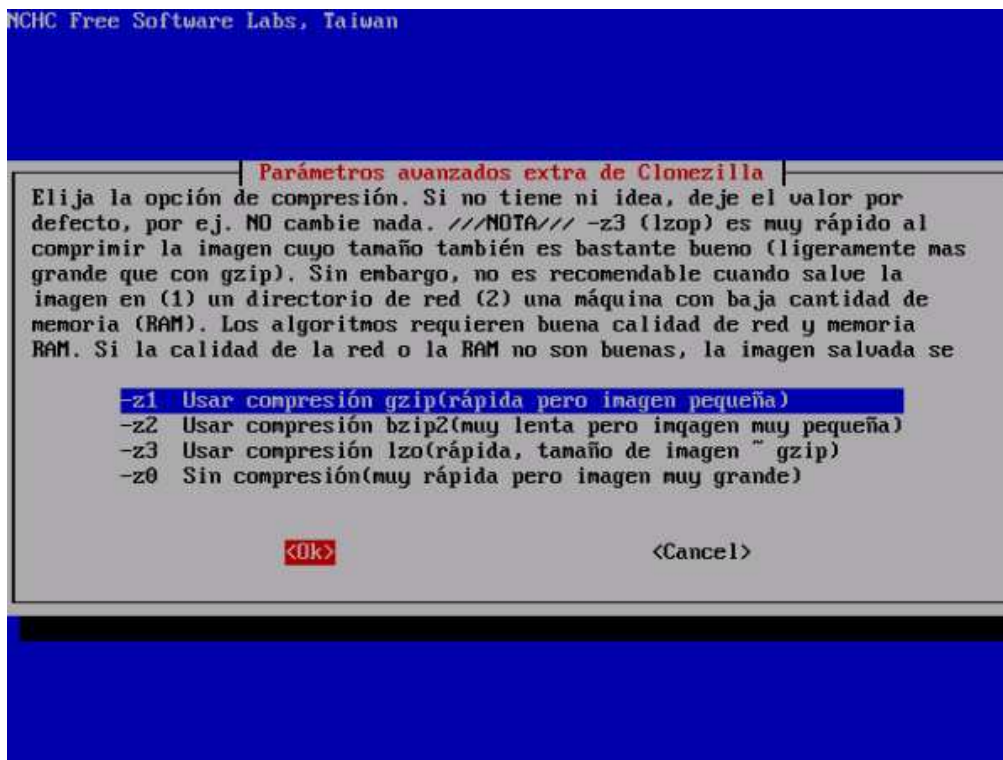 NCHC Free Software Labs, Taiwan
Parámetros avanzados extra de Clonezilla
Elija la opción de compresión. Si no tiene ni idea, deje el valor por
defecto, por ej. NO cambie nada. ///NOTA/// -z3 (lzop) es muy rápido al
comprimir la imagen cuyo tamaño también es bastante bueno (ligeramente mas
grande que con gzip). Sin embargo, no es recomendable cuando salve la
imagen en (1) un directorio de red (2) una máquina con baja cantidad de
memoria (RAM). Los algoritmos requieren buena calidad de red y memoria
RAM. Si la calidad de la red o la RAM no son buenas, la imagen salvada se
-z1 Usar compresión gzip(rápida pero imagen pequeña)
-z2 Usar compresión bzip2(muy lenta pero imqagen muy pequeña)
-z3 Usar compresión lzo(rápida, tamaño de imagen ~ gzip)
-z0 Sin compresión(muy rápida pero imagen muy grande)
<Ok> <Cancel>